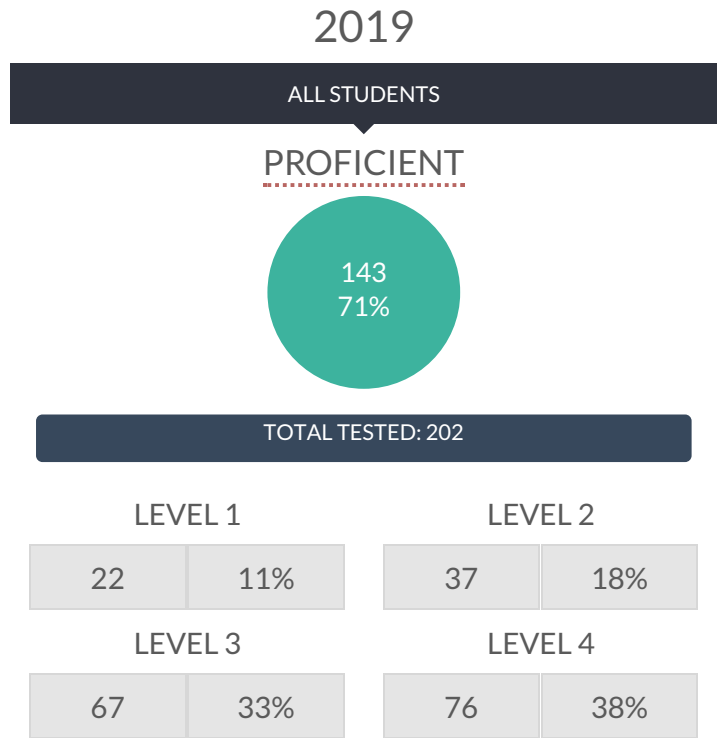 2019
ALL STUDENTS
PROFICIENT
143
71%
TOTAL TESTED: 202
LEVEL 1 LEVEL 2
22 11% 37 18%
LEVEL 3 LEVEL 4
67 33% 76 38%